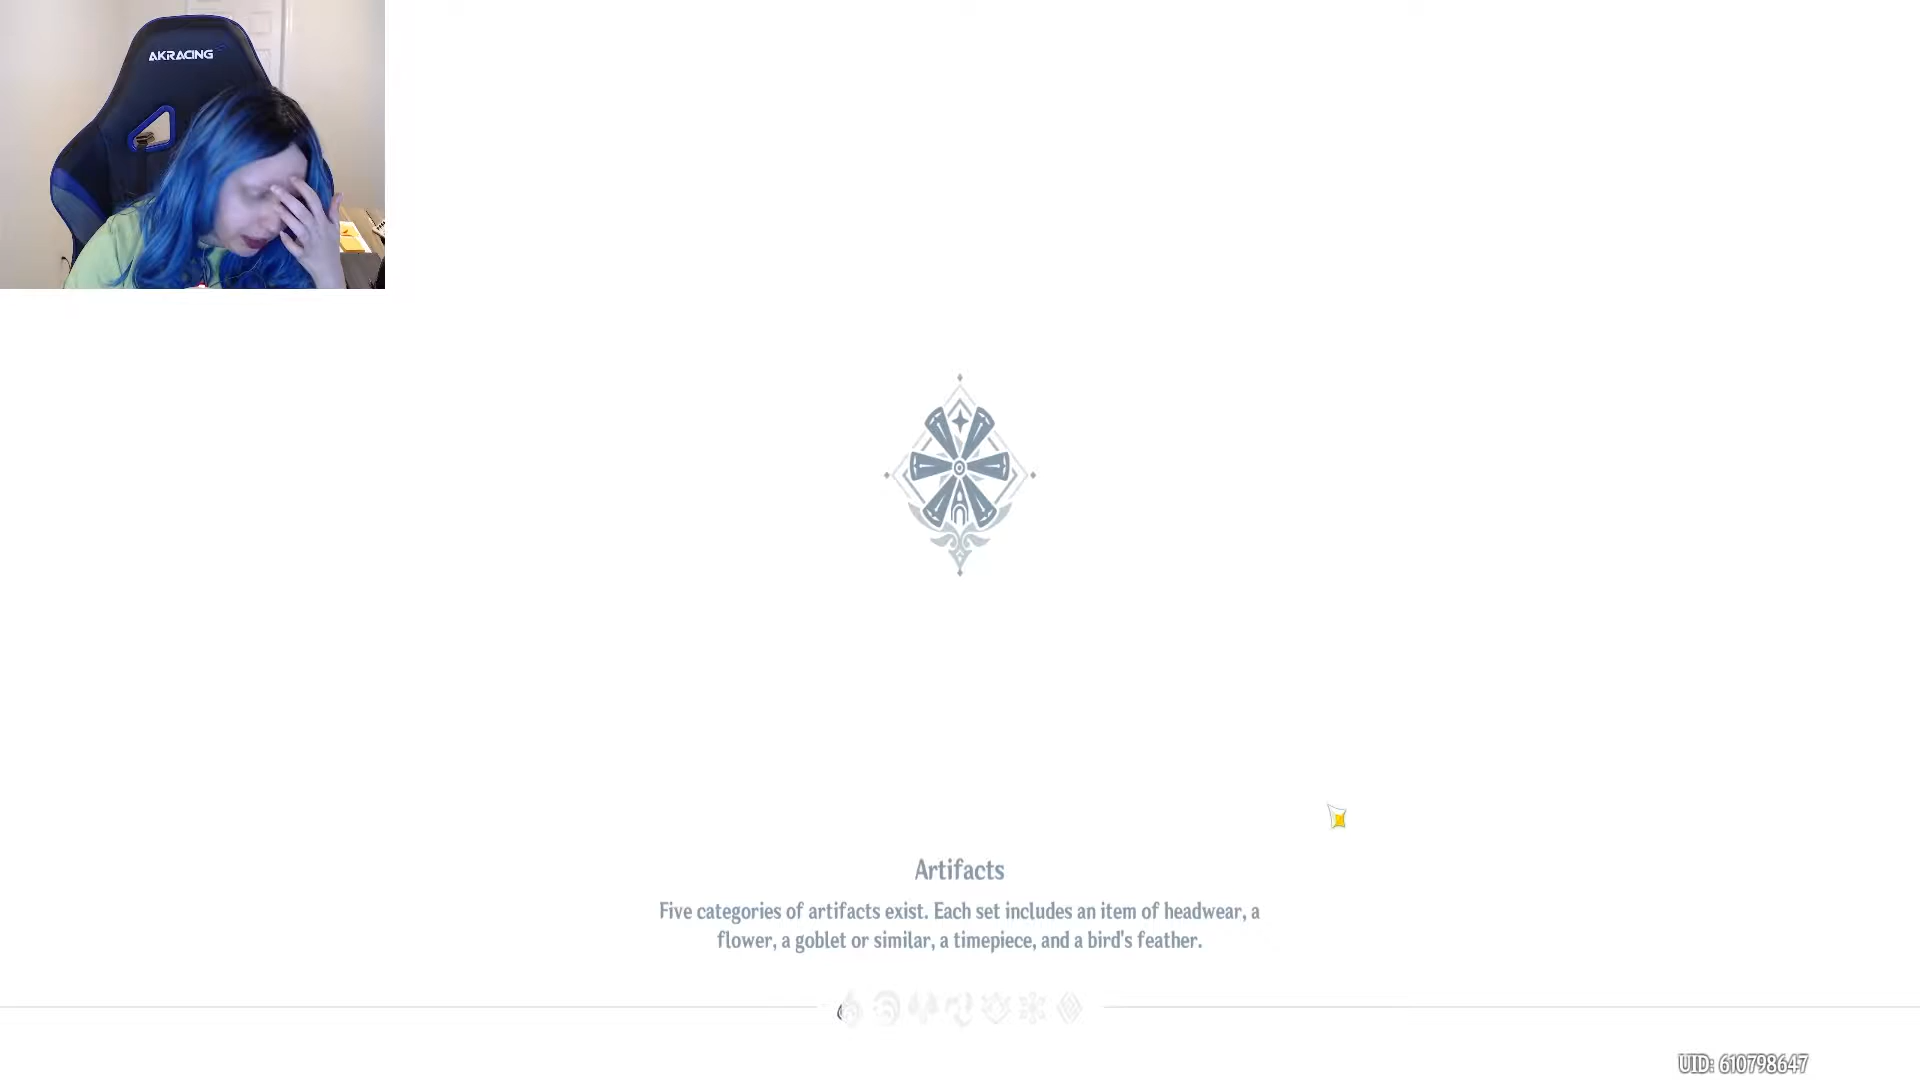 AKRACING
Artifacts
Five categories of artifacts exist. Each set includes an item of headwear, a
flower, a goblet or similar, a timepiece, and a bird's feather.
UID: 610798647